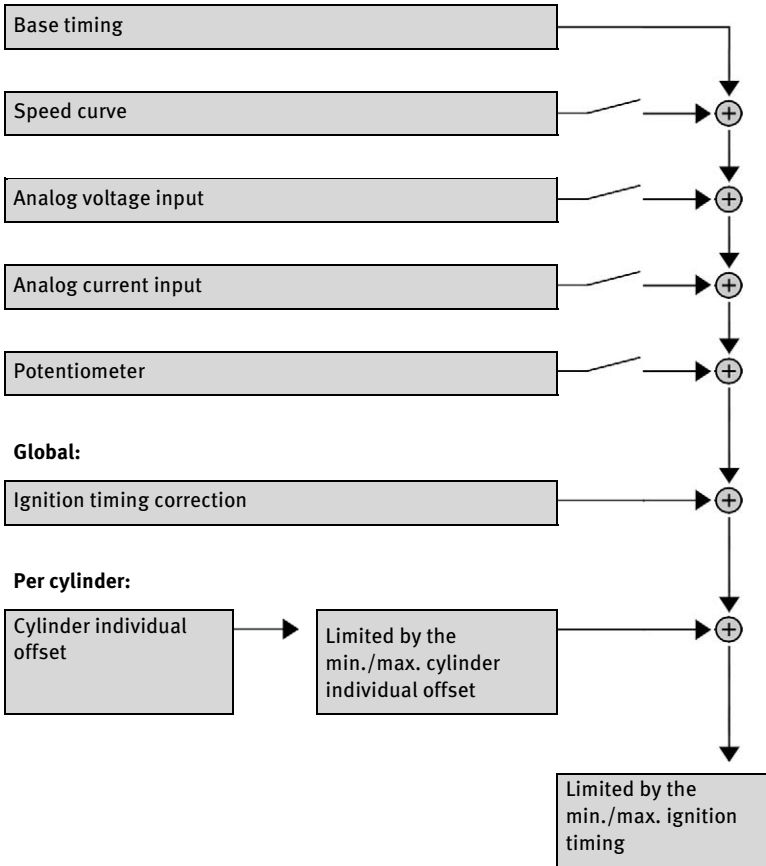 Base timing
Speed curve
Analog voltage input
Analog current input
Potentiometer
Global:
Ignition timing correction
Per cylinder:
Cylinder individual
offset
Limited by the
min./max. cylinder
individual offset
Limited by the
min./max. ignition
timing